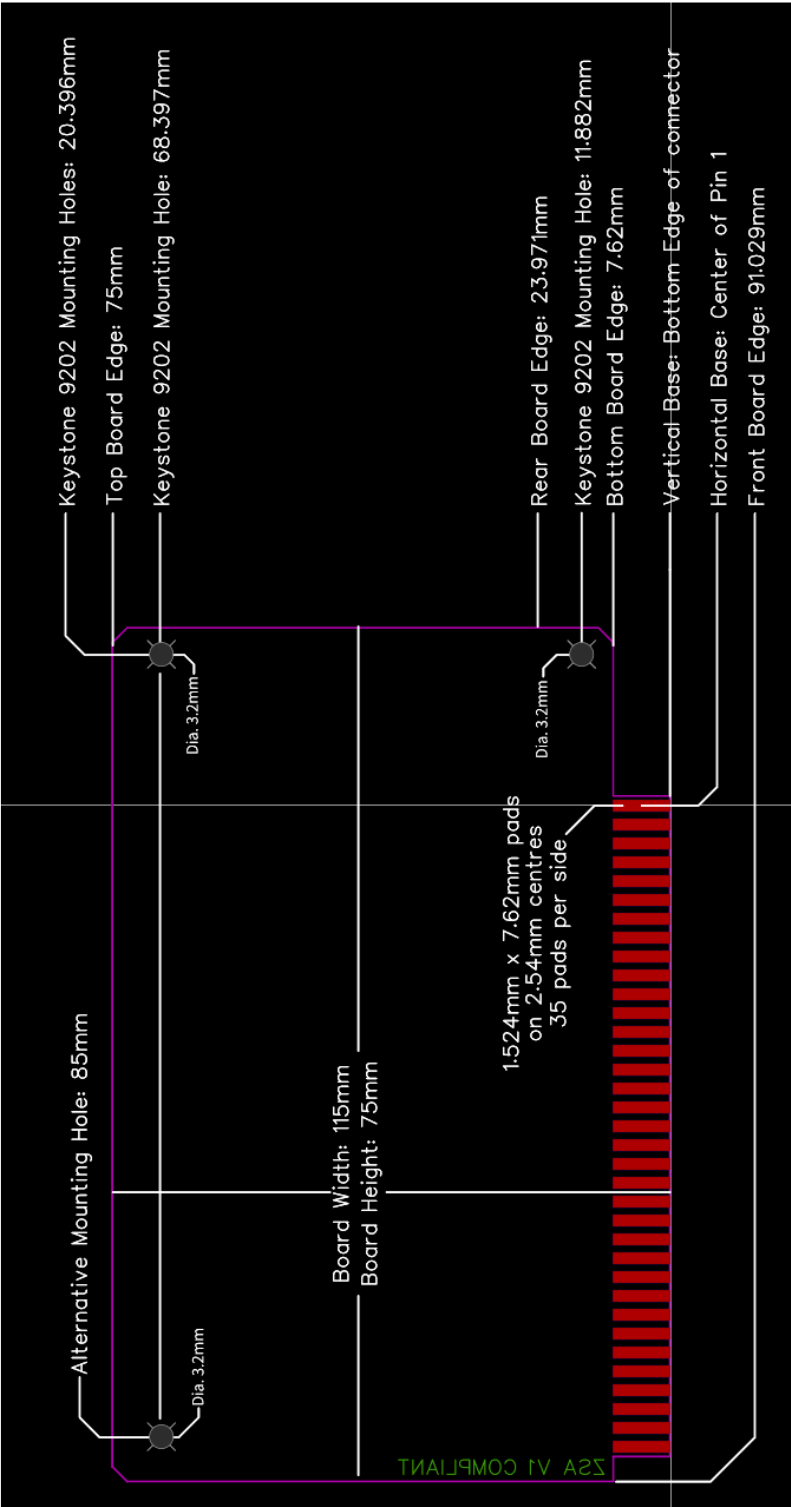 Keystone 9202 Mounting Holes: 20.396mm
Top Board Edge: 75mm
Keystone 9202 Mounting Hole: 68.397mm
Rear Board Edge: 23.971mm
Keystone 9202 Mounting Hole: 11.882mm
Bottom Board Edge: 7.62mm
Vertical Base: Bottom Edge of connector
Horizontal Base: Center of Pin 1
Front Board Edge: 91.029mm
Dia. 3.2mm
Dia. 3.2mm
1.524mm x 7.62mm pads
on 2.54mm centres
35 pads per side
Alternative Mounting Hole: 85mm
Board Width: 115mm
Board Height: 75mm
Dia. 3.2mm
ZSA V1 COMPLIANT